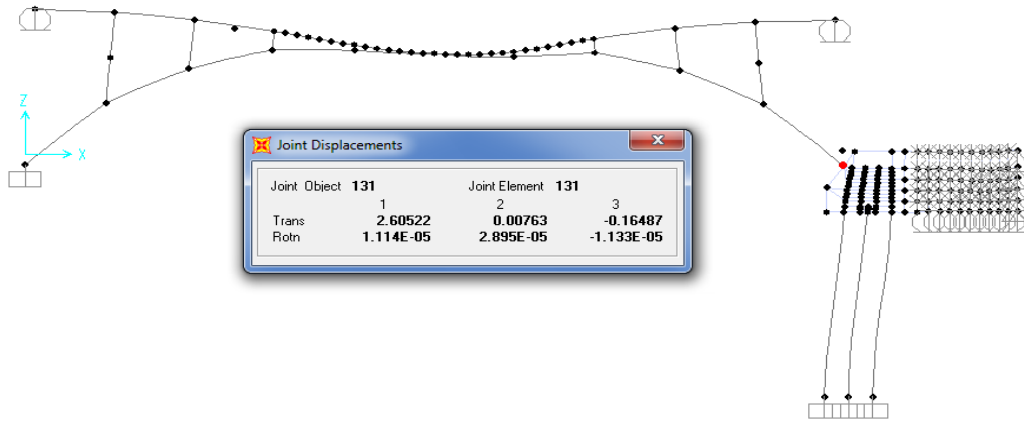 Z
X
Joint Displacements
Joint Object 131 Joint Element 131
1 2 3
Trans 2.60522 0.00763 -0.16487
Rotn 1.114E-05 2.895E-05 -1.133E-05